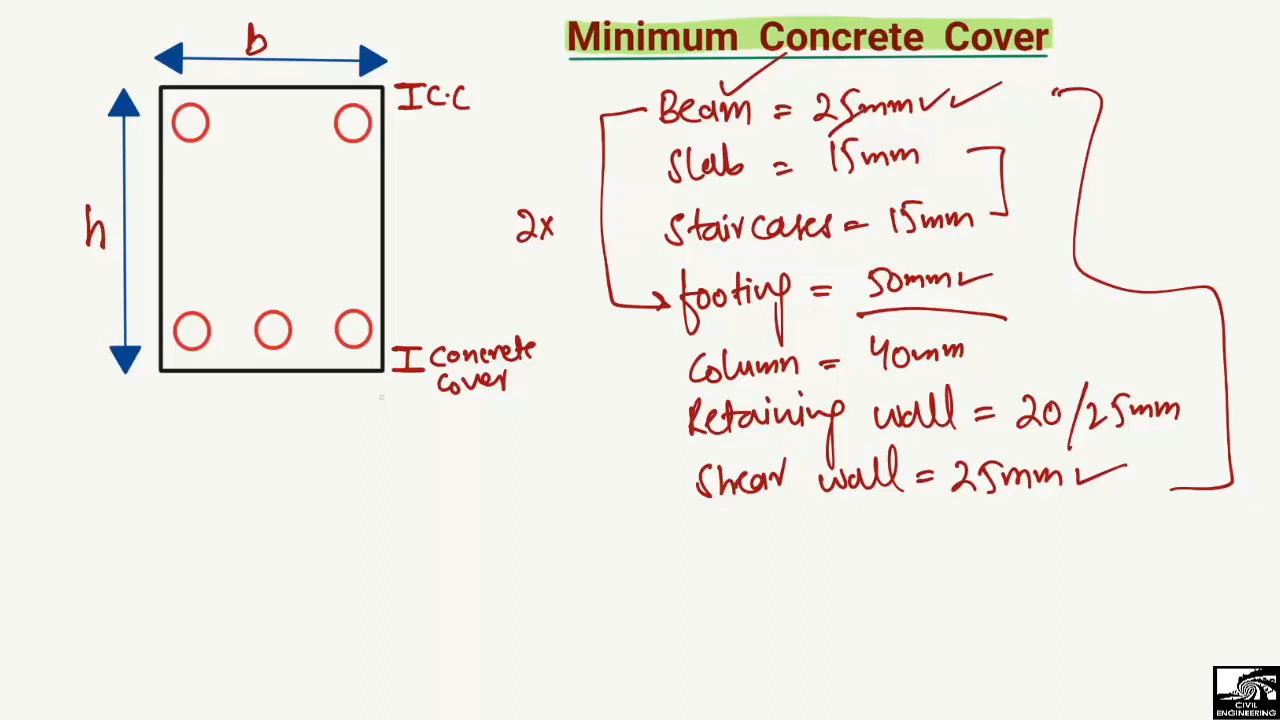 b
h
C.C
Concrete
cover
Minimum Concrete Cover
Beam = 25mm
Slab = 15mm
Staircases = 15mm
2x
footing = 50mm
Column = 40mm
Retaining wall = 20/25mm
Shear wall = 25mm
CIVIL
ENGINEERING